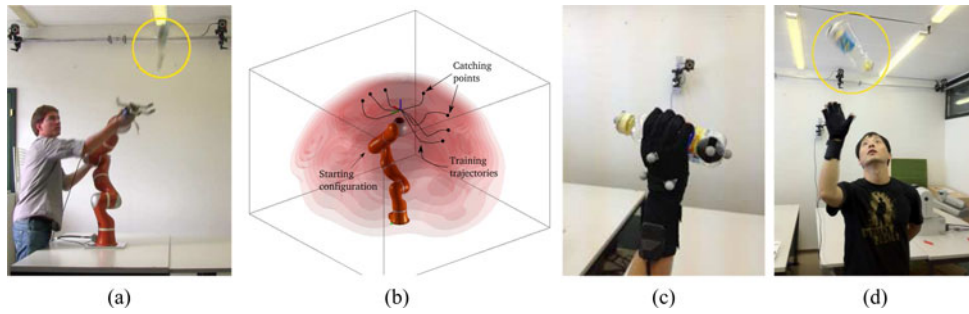 Catching
points
Starting
configuration
Training
trajectories
(a)
(b)
(c)
(d)